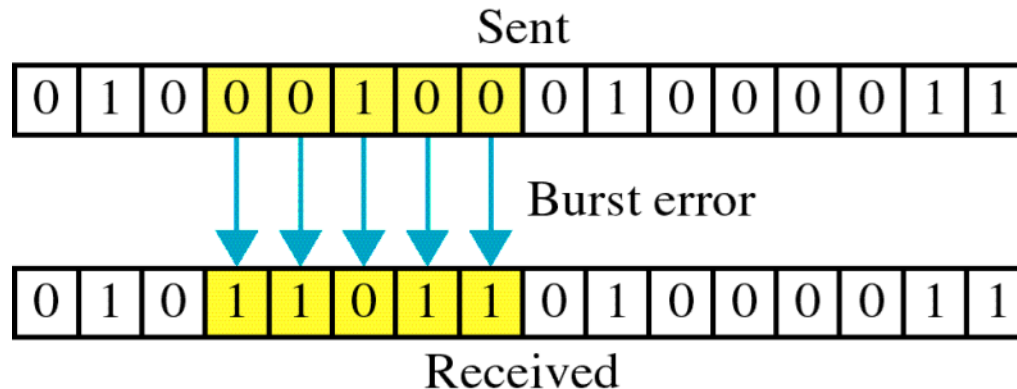 Sent
0 1 0 0 0 1 0 0 0 1 0 0 0 0 1 1
Burst error
0 1 0 1 1 0 1 1 0 1 0 0 0 0 1 1
Received